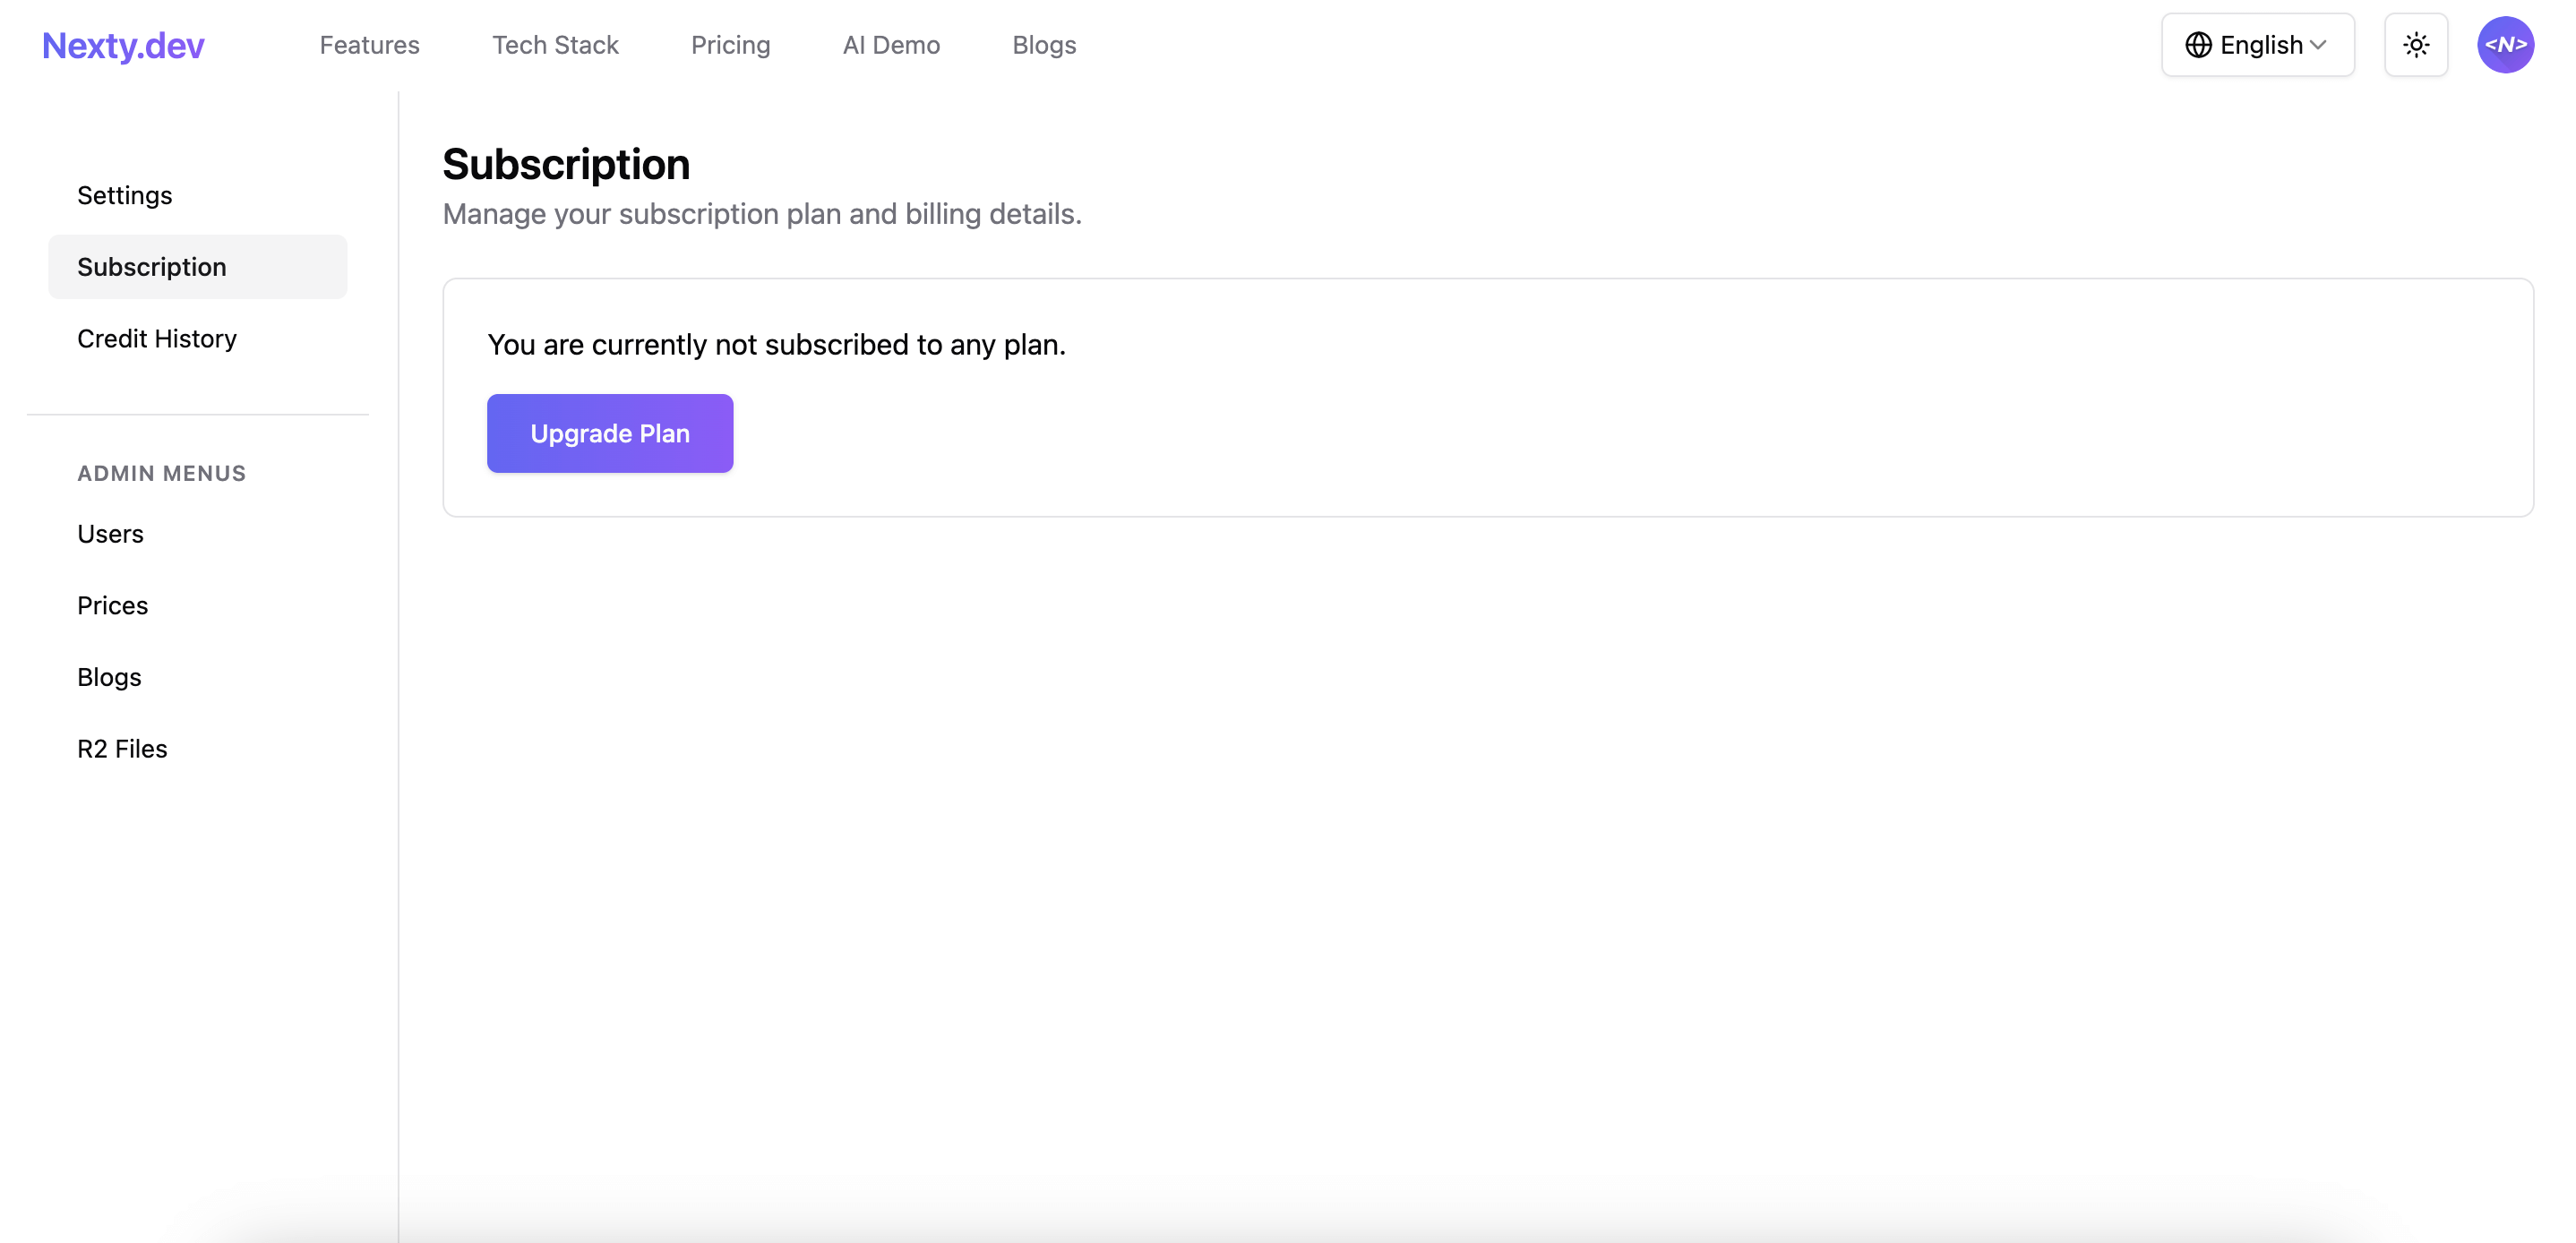 Nexty.dev
Features
Tech Stack
Pricing
AI Demo
Blogs
English
<N>
Settings
Subscription
Credit History
ADMIN MENUS
Users
Prices
Blogs
R2 Files
Subscription
Manage your subscription plan and billing details.
You are currently not subscribed to any plan.
Upgrade Plan